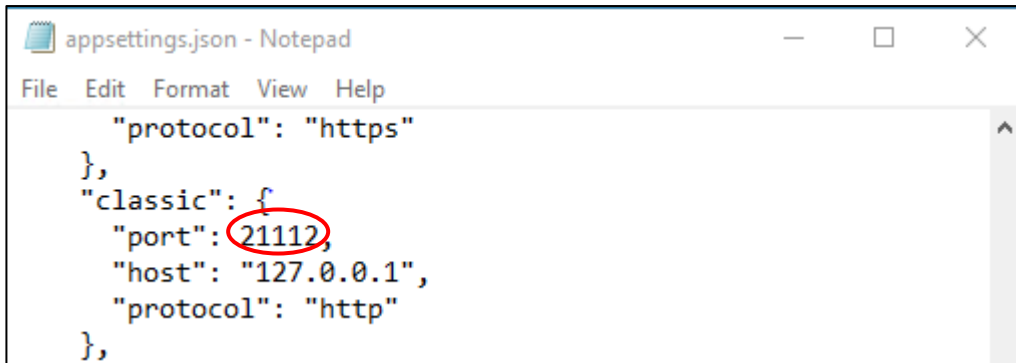 appsettings.json - Notepad
File Edit Format View Help
"protocol": "https"
},
"classic": {
"port": 21112,
"host": "127.0.0.1",
"protocol": "http"
},